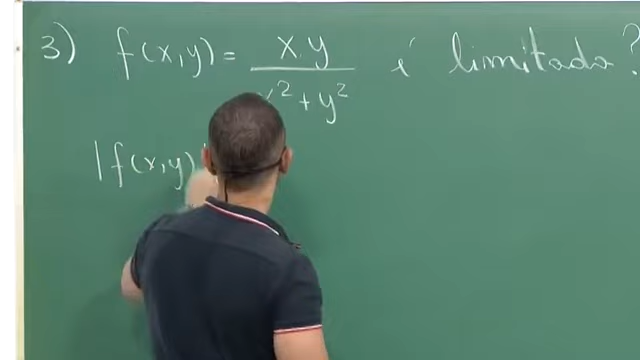 3) f(x,y) = x.y / x² + y² é limitada?
|f(x,y)